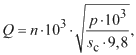 Q = n·10³·√(p·10³ / (s_c·9,8)),